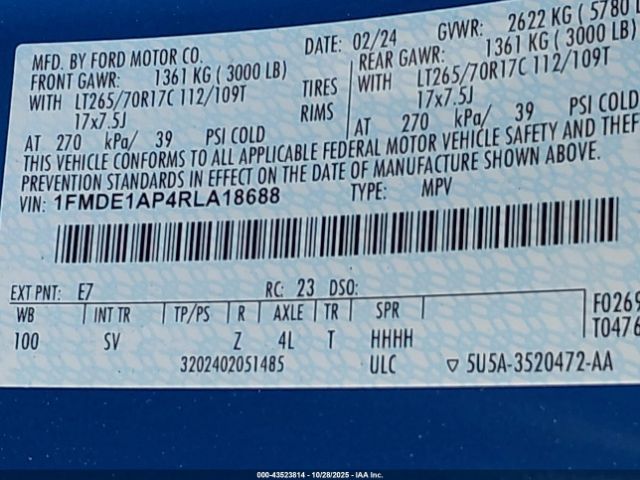 MFD. BY FORD MOTOR CO. DATE: 02/24 GVWR: 2622 KG (5780 L
FRONT GAWR: 1361 KG (3000 LB) REAR GAWR: 1361 KG (3000 LB)
WITH LT265/70R17C 112/109T TIRES WITH LT265/70R17C 112/109T
17x7.5J RIMS 17x7.5J
AT 270 kPa/ 39 PSI COLD AT 270 kPa/ 39 PSI COLD
THIS VEHICLE CONFORMS TO ALL APPLICABLE FEDERAL MOTOR VEHICLE SAFETY AND THEFT
PREVENTION STANDARDS IN EFFECT ON THE DATE OF MANUFACTURE SHOWN ABOVE.
VIN: 1FMDE1AP4RLA18688 TYPE: MPV
EXT PNT: E7 RC: 23 DSO:
WB INT TR TP/PS R AXLE TR SPR F0269
100 SV Z 4L T HHHH T0476
3202402051485 ULC ▽ 5U5A-3520472-AA
000-43523814 - 10/28/2025 - IAA Inc.